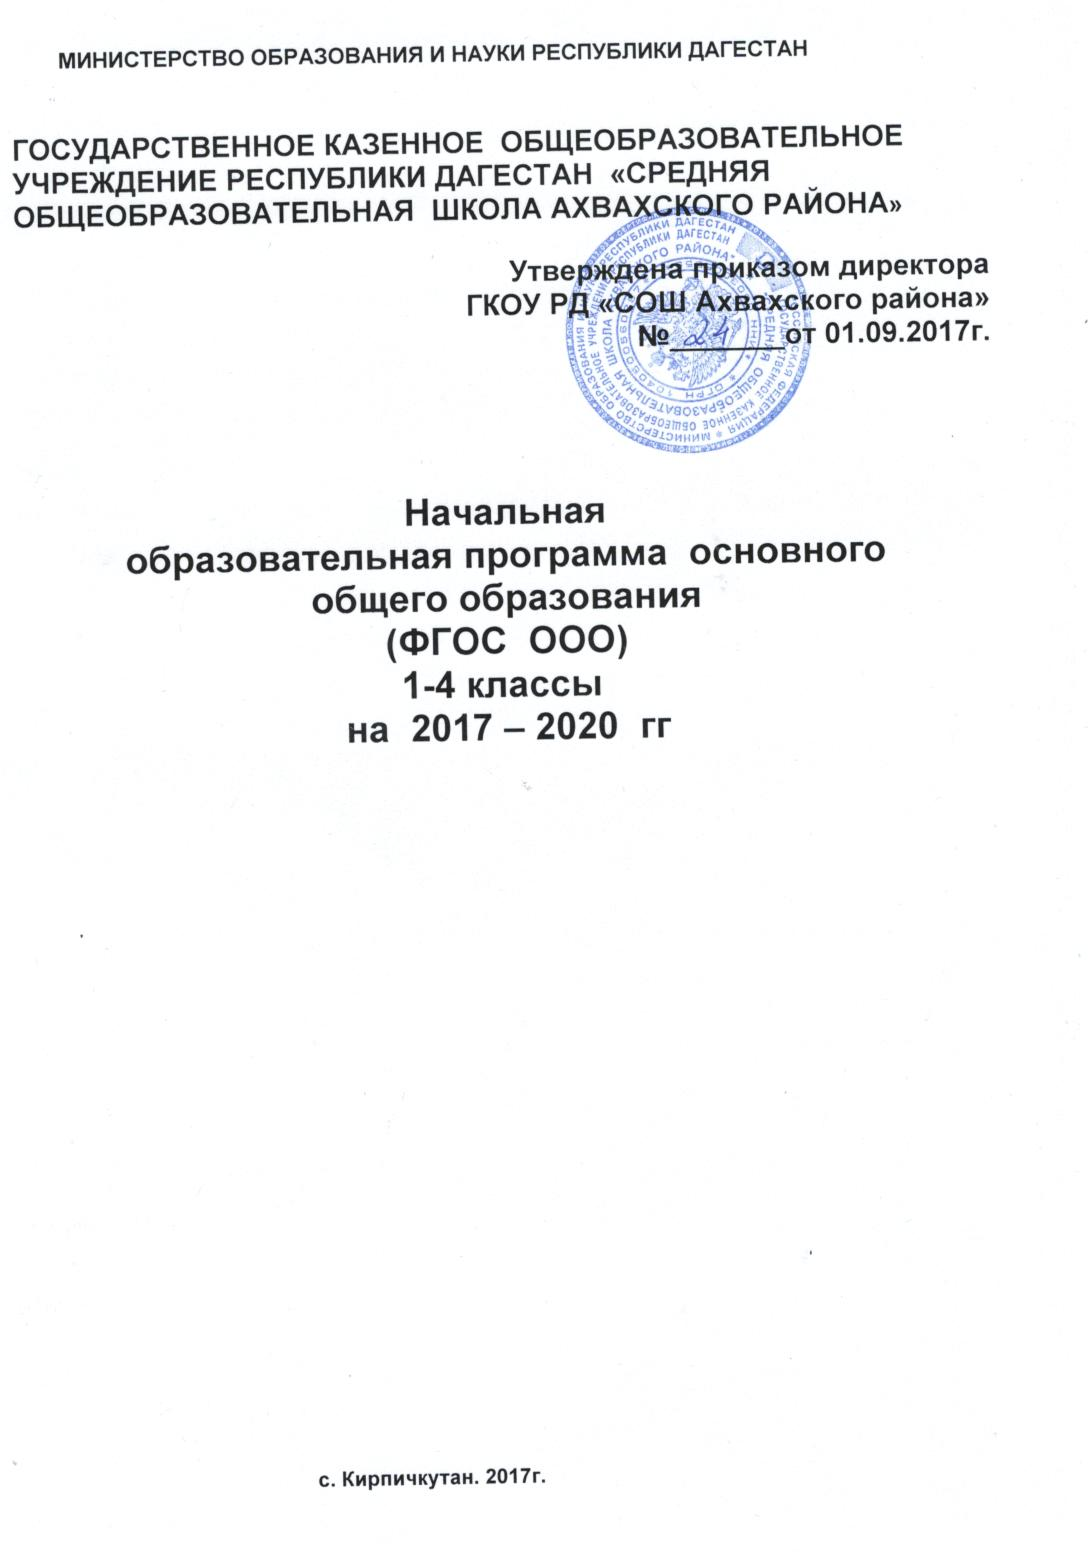 МИНИСТЕРСТВО ОБРАЗОВАНИЯ И НАУКИ РЕСПУБЛИКИ ДАГЕСТАН
ГОСУДАРСТВЕННОЕ КАЗЕННОЕ ОБЩЕОБРАЗОВАТЕЛЬНОЕ
УЧРЕЖДЕНИЕ РЕСПУБЛИКИ ДАГЕСТАН «СРЕДНЯЯ
ОБЩЕОБРАЗОВАТЕЛЬНАЯ ШКОЛА АХВАХСКОГО РАЙОНА»
Утверждена приказом директора
ГКОУ РД «СОШ Ахвахского района»
№ 24 от 01.09.2017г.
Начальная
образовательная программа основного
общего образования
(ФГОС ООО)
1-4 классы
на 2017 – 2020 гг
с. Кирпичкутан. 2017г.